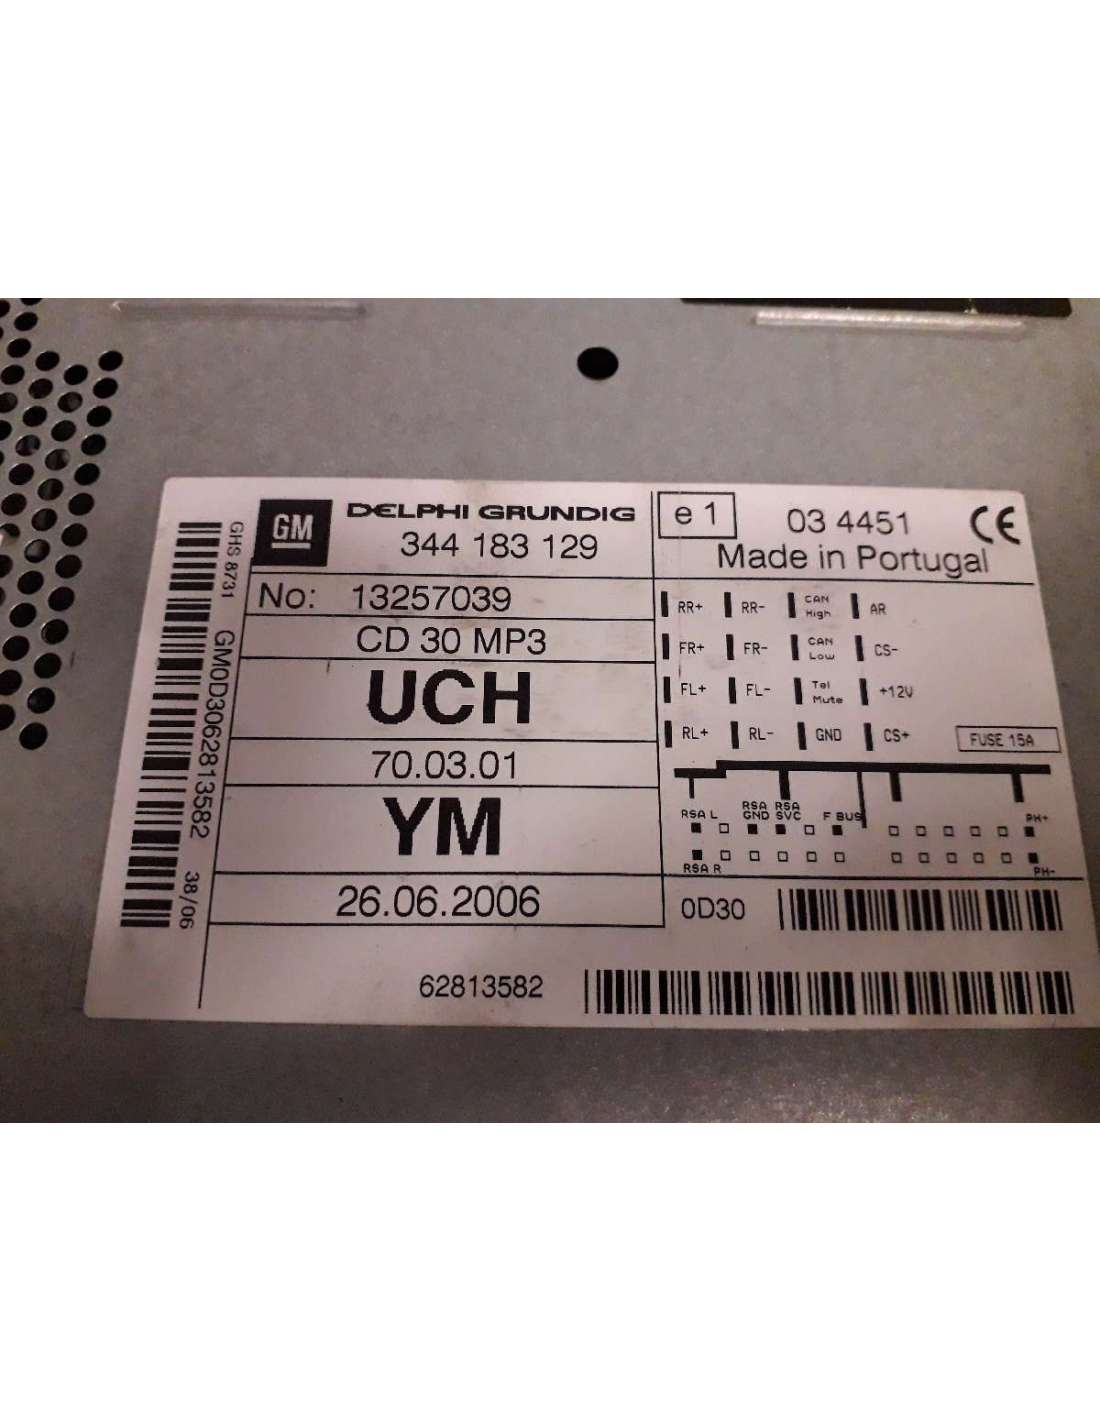 GM
DELPHI GRUNDIG
344 183 129
No: 13257039
CD 30 MP3
UCH
70.03.01
YM
26.06.2006
62813582
GHS 8731
GM0D3062813582
38/06
e 1
03 4451
CE
Made in Portugal
RR+ RR- CAN High AR
FR+ FR- CAN Low CS-
FL+ FL- Tel Mute +12V
RL+ RL- GND CS+
FUSE 15A
RSA L RSA GND RSA SVC F BUS PH+
RSA R PH-
0D30